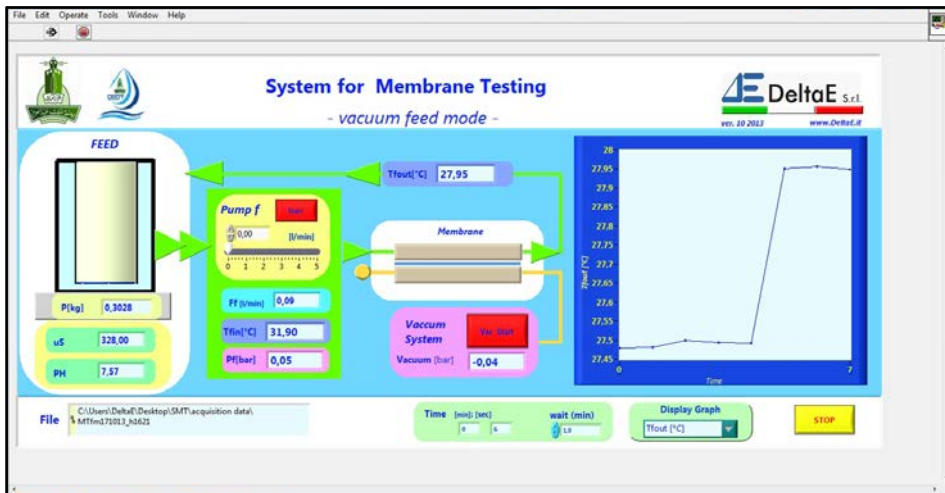 File Edit Operate Tools Window Help
System for Membrane Testing
- vacuum feed mode -
DeltaE S.r.l.
ver. 10 2013 www.DeltaE.it
FEED
Tfout[°C] 27,95
Pump f
0,00 [l/min]
0 1 2 3 4 5
Membrane
P[kg] 0,3028
Ff [l/min] 0,09
uS 328,00
Tfin[°C] 31,90
PH 7,57
Pf[bar] 0,05
Vaccum
System
Vac Start
Vacuum [bar] -0,04
28
27,95
27,9
27,85
27,8
27,75
27,7
27,65
27,6
27,55
27,5
27,45
Tfout [°C]
0 7
Time
File C:\Users\DeltaE\Desktop\SMT\acquisition data\
MTfm171013_h1621
Time [min]: [sec]
0 6
wait (min)
Display Graph
Tfout [°C]
STOP